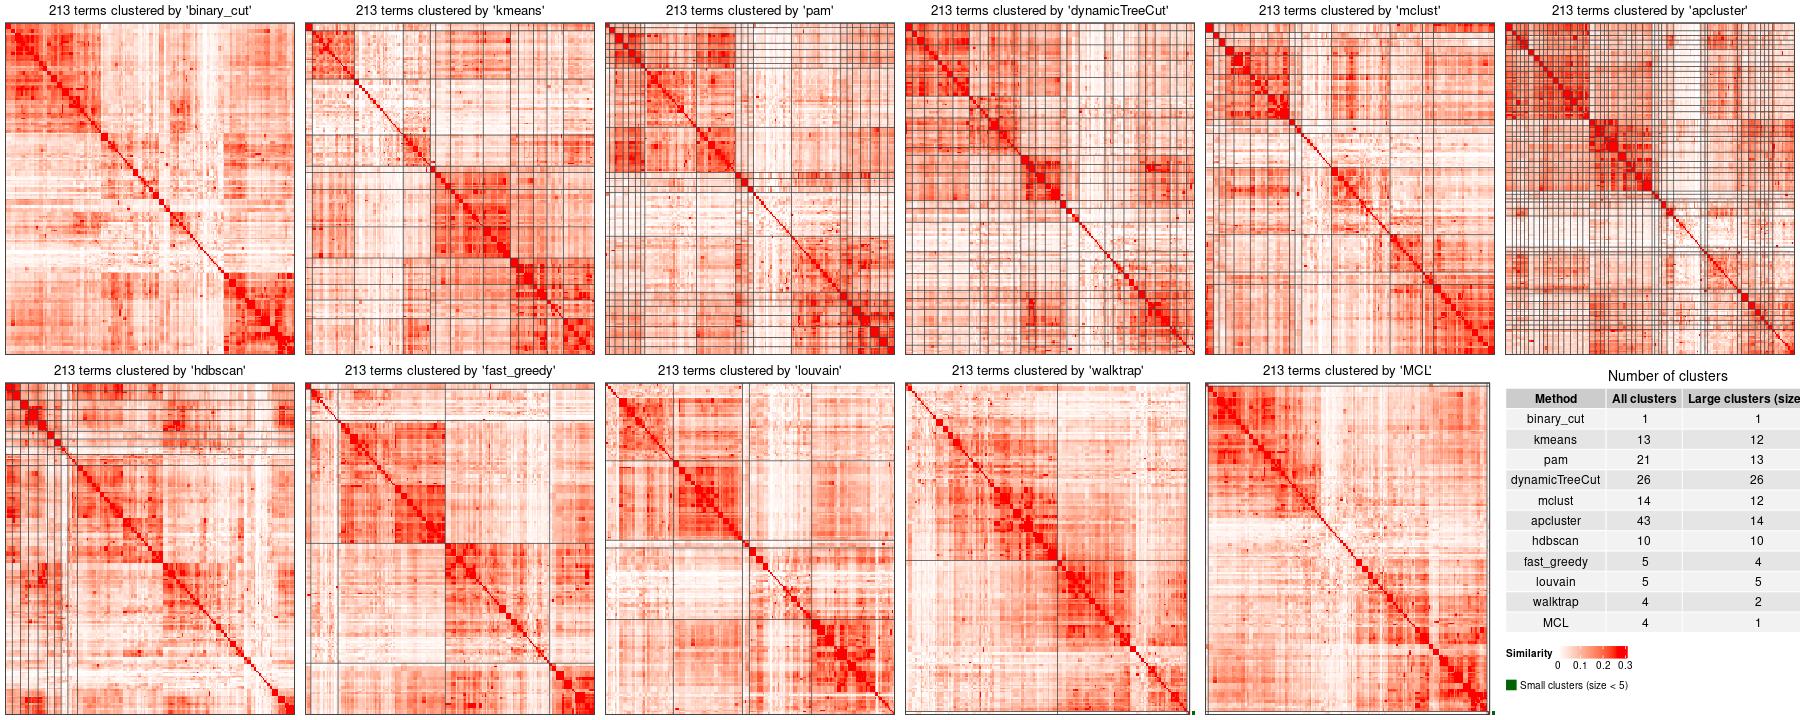 213 terms clustered by 'binary_cut'
213 terms clustered by 'kmeans'
213 terms clustered by 'pam'
213 terms clustered by 'dynamicTreeCut'
213 terms clustered by 'mclust'
213 terms clustered by 'apcluster'
213 terms clustered by 'hdbscan'
213 terms clustered by 'fast_greedy'
213 terms clustered by 'louvain'
213 terms clustered by 'walktrap'
213 terms clustered by 'MCL'
Number of clusters
Method All clusters Large clusters (size
binary_cut 1 1
kmeans 13 12
pam 21 13
dynamicTreeCut 26 26
mclust 14 12
apcluster 43 14
hdbscan 10 10
fast_greedy 5 4
louvain 5 5
walktrap 4 2
MCL 4 1
Similarity
0 0.1 0.2 0.3
Small clusters (size < 5)